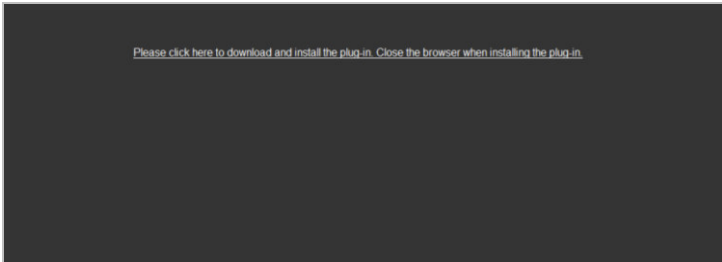 Please click here to download and install the plug-in. Close the browser when installing the plug-in.